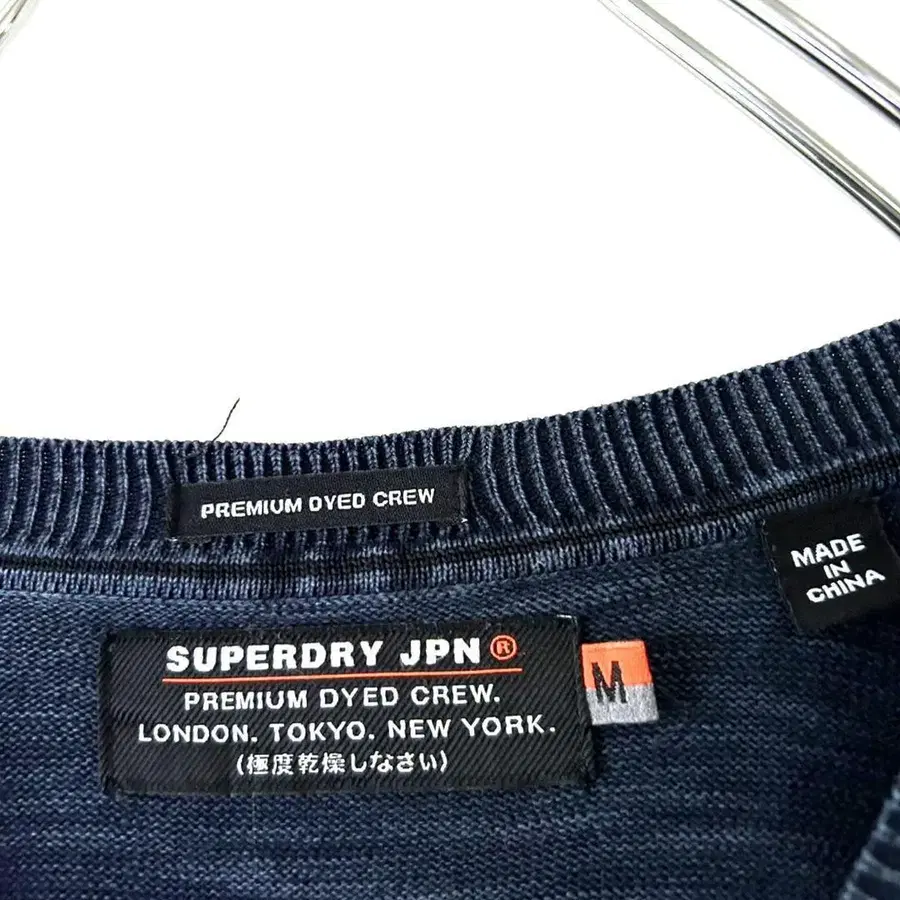 PREMIUM DYED CREW
MADE
IN
CHINA
SUPERDRY JPN®
M
PREMIUM DYED CREW.
LONDON. TOKYO. NEW YORK.
(極度乾燥しなさい)